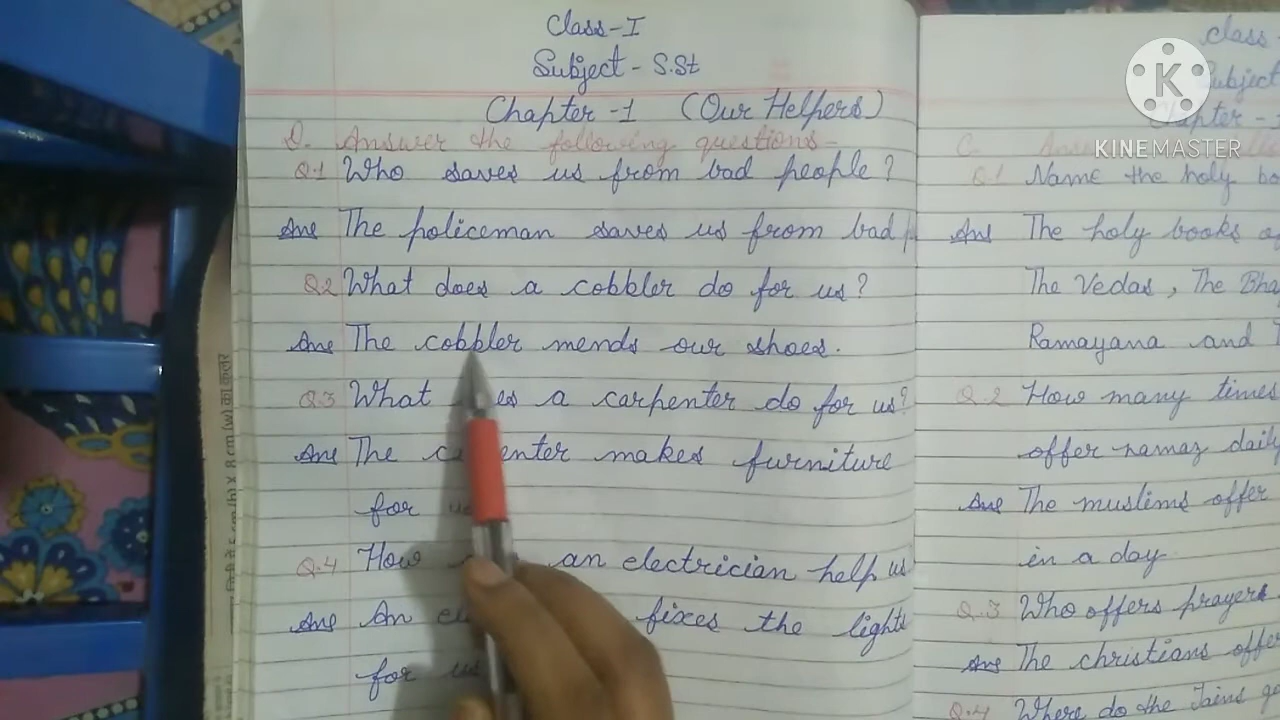 Class-I
Subject - S.St
Chapter -1 (Our Helpers)
D. Answer the following questions-
Q.1 Who saves us from bad people?
Ans The policeman saves us from bad
Q.2 What does a cobbler do for us?
Ans The cobbler mends our shoes.
Q.3 What a carpenter do for us?
Ans The makes furniture
for
Q.4 How an electrician help us
Ans An fixes the lights
for us
class
Subject
Chapter -
C.
Q.1 Name the holy
Ans The holy books
The Vedas, The
Ramayana and
Q.2 How many times
offer namaz daily
Ans The muslims offer
in a day.
Q.3 Who offers prayer
Ans The christians
Q.4 Where do the Jains
K
KINEMASTER
8 cm (w) का कलर